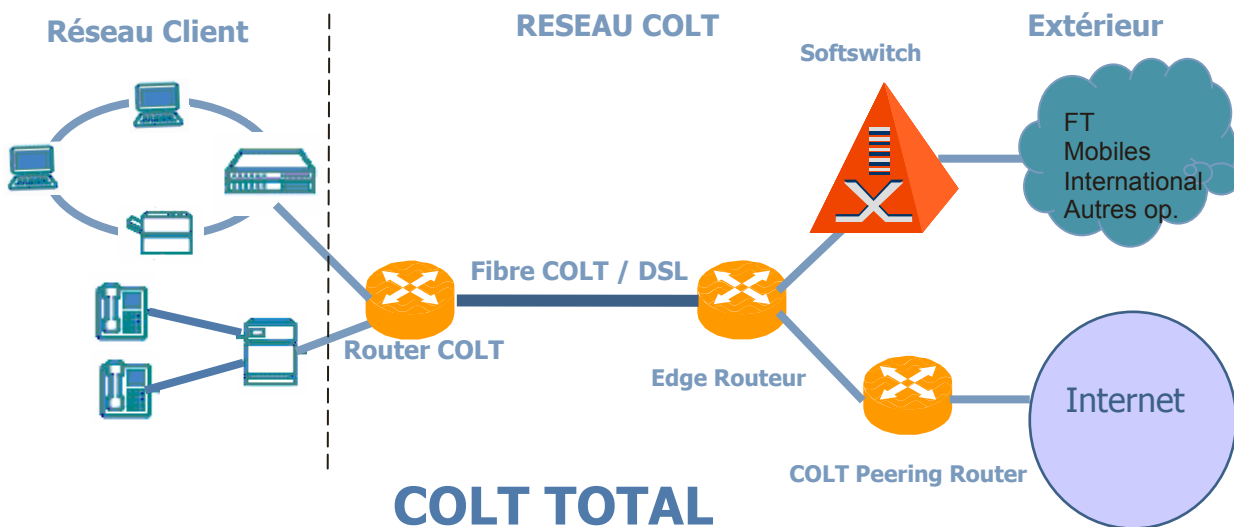 Réseau Client
RESEAU COLT
Extérieur
Softswitch
FT
Mobiles
International
Autres op.
Fibre COLT / DSL
Router COLT
Edge Routeur
Internet
COLT Peering Router
COLT TOTAL